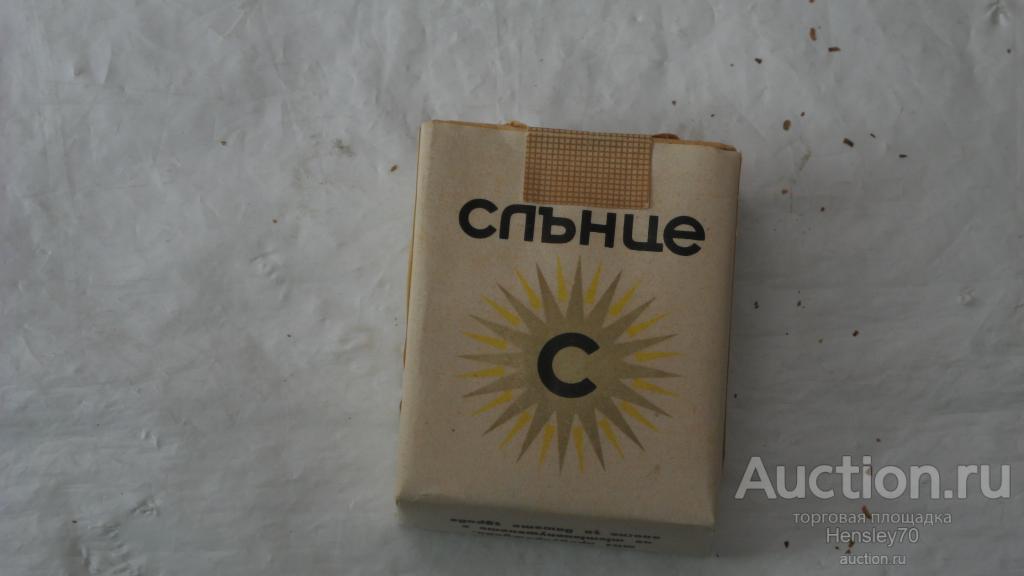 слънце
с
Auction.ru
торговая площадка
Hensley70
auction.ru